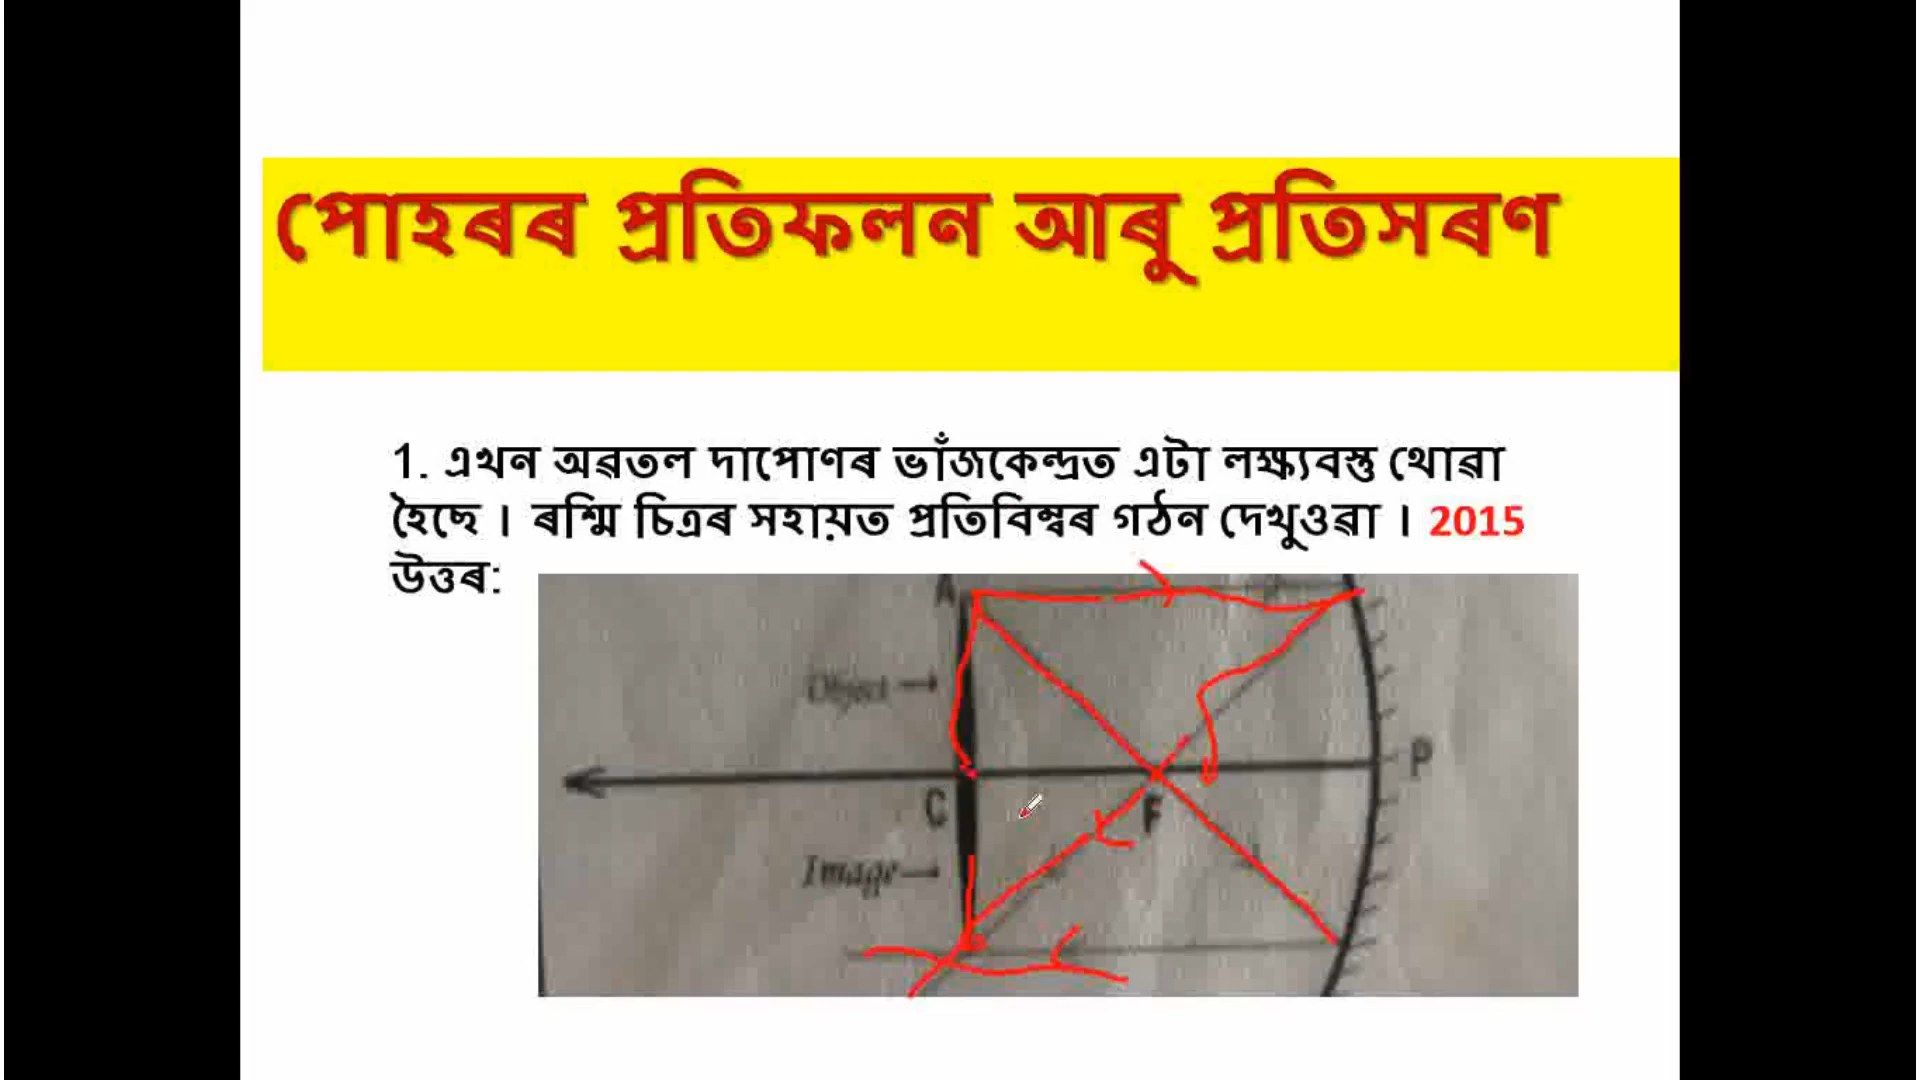 পোহৰৰ প্ৰতিফলন আৰু প্ৰতিসৰণ
1. এখন অৱতল দাপোণৰ ভাঁজকেন্দ্ৰত এটা লক্ষ্যবস্তু থোৱা
হৈছে । ৰশ্মি চিত্ৰৰ সহায়ত প্ৰতিবিম্বৰ গঠন দেখুওৱা । 2015
উত্তৰ:
A
Object
P
C
F
Image